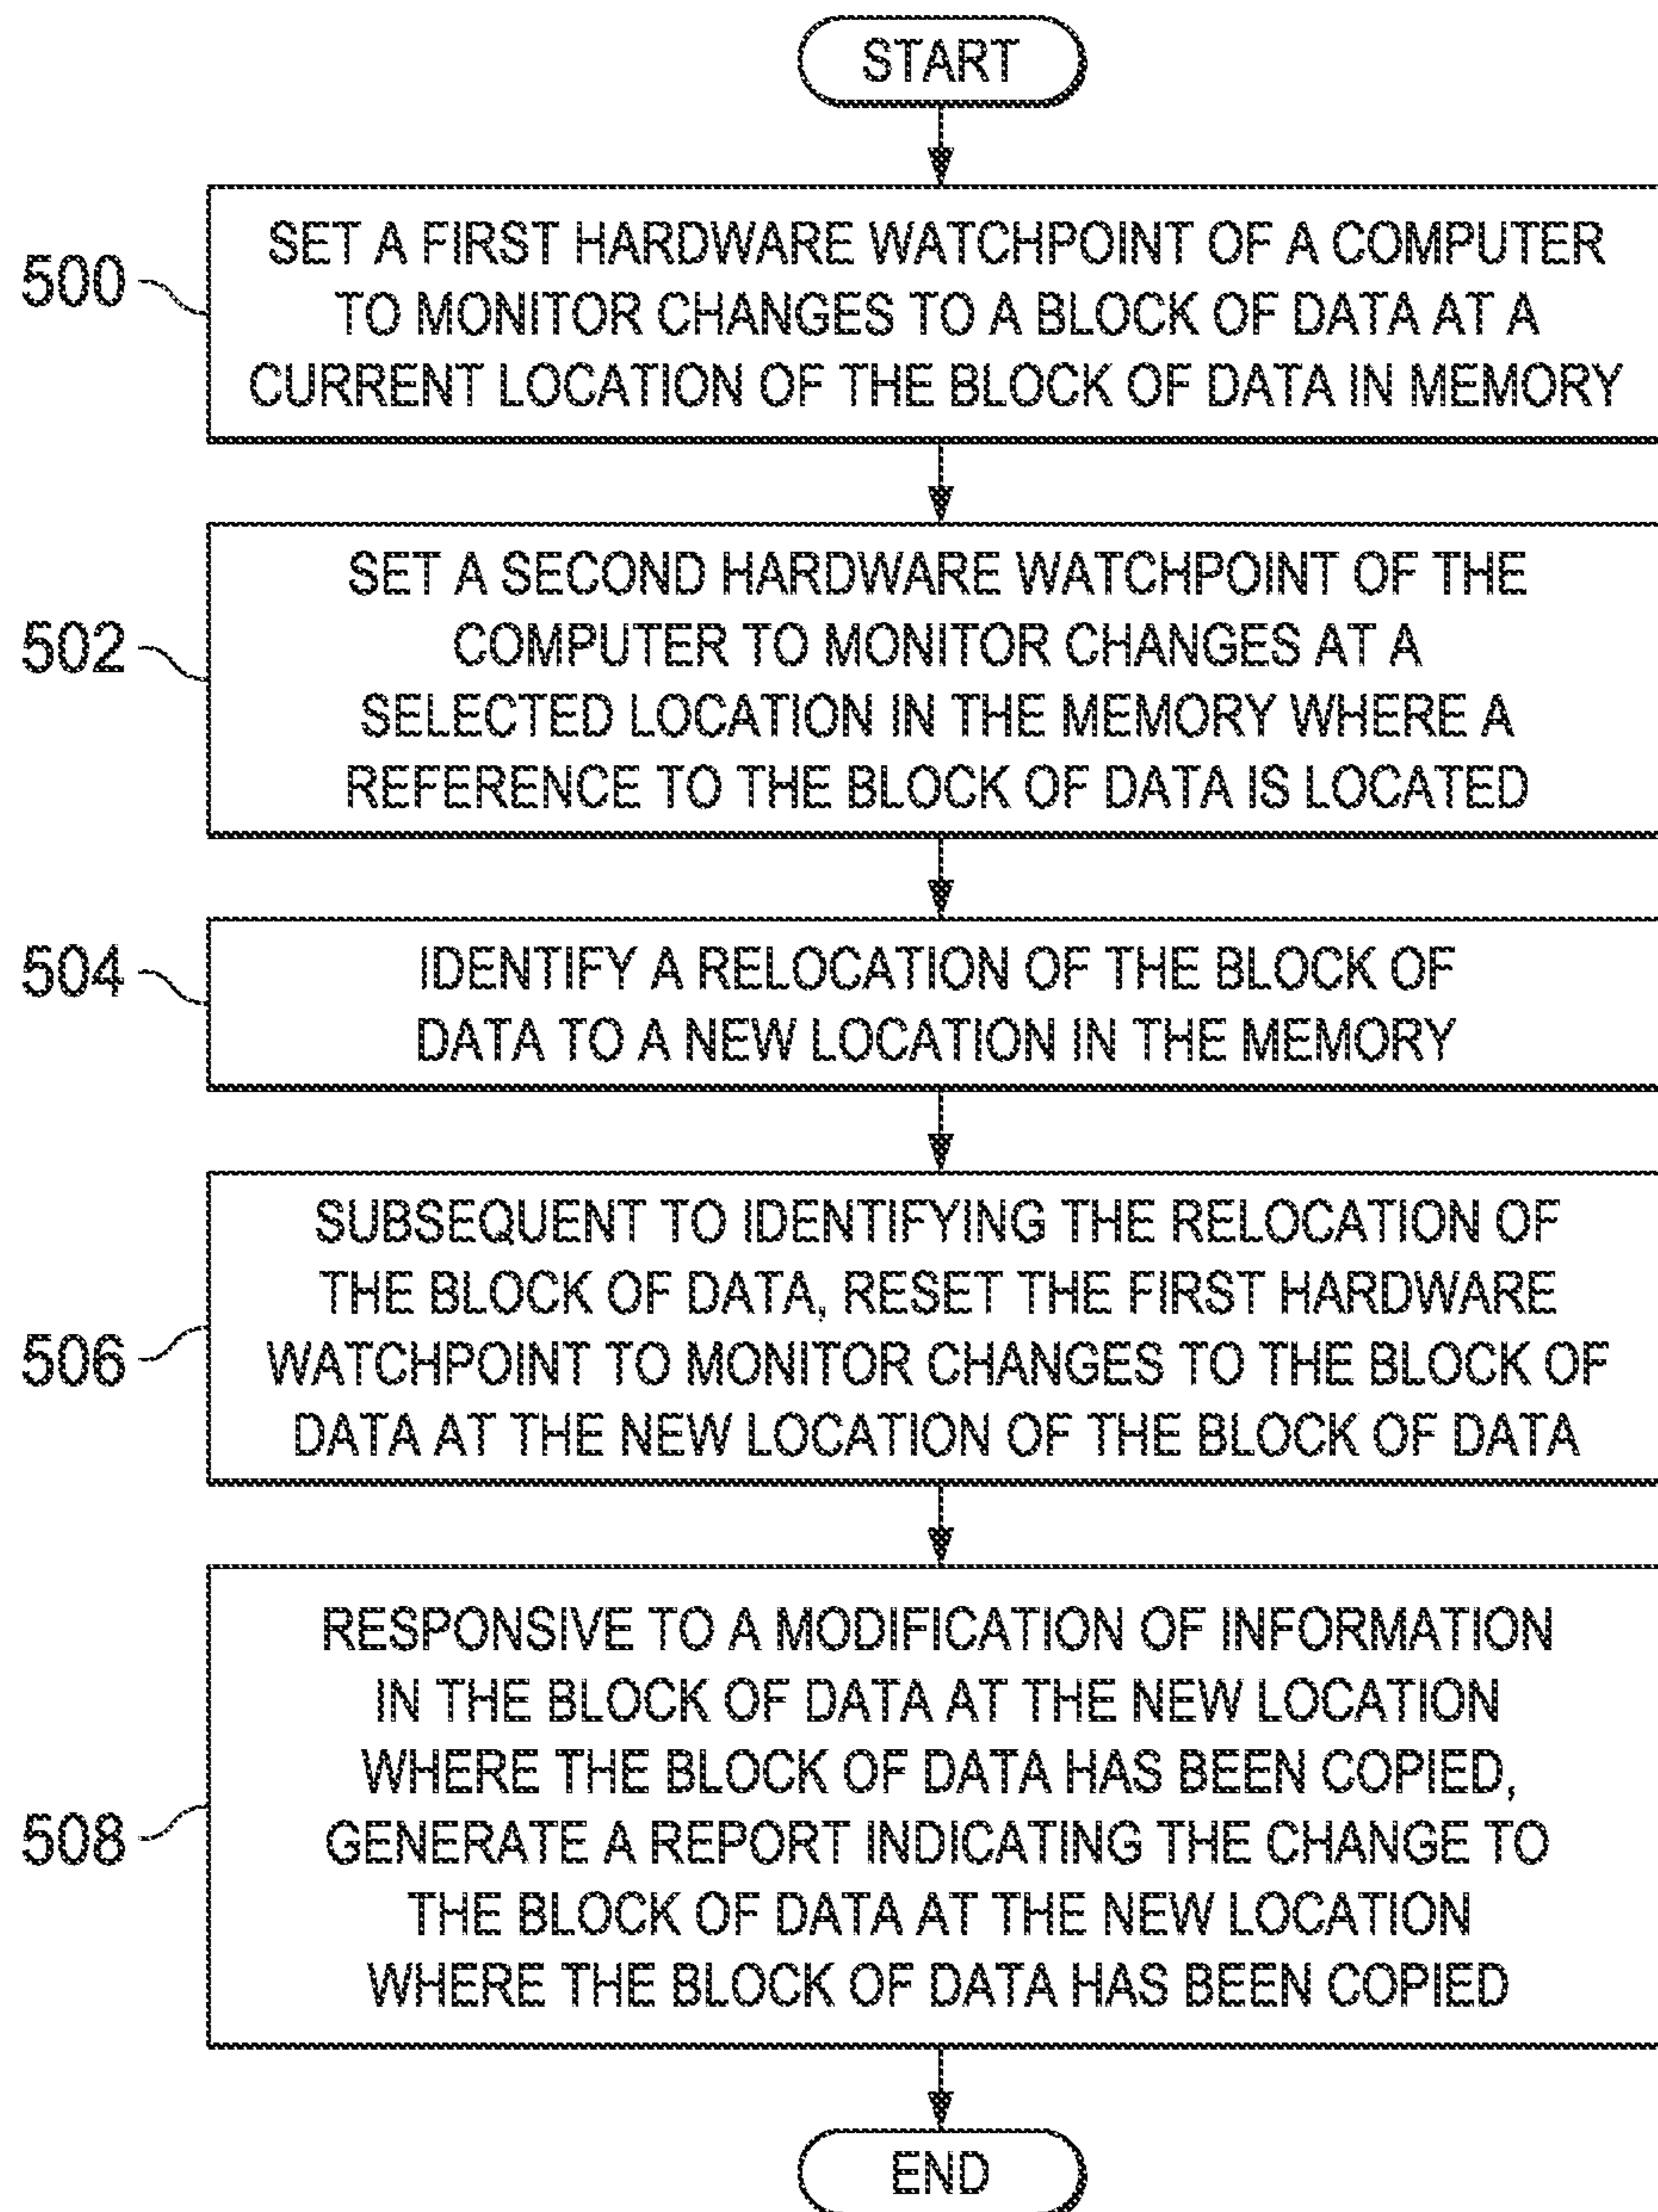 START
500
SET A FIRST HARDWARE WATCHPOINT OF A COMPUTER
TO MONITOR CHANGES TO A BLOCK OF DATA AT A
CURRENT LOCATION OF THE BLOCK OF DATA IN MEMORY
502
SET A SECOND HARDWARE WATCHPOINT OF THE
COMPUTER TO MONITOR CHANGES AT A
SELECTED LOCATION IN THE MEMORY WHERE A
REFERENCE TO THE BLOCK OF DATA IS LOCATED
504
IDENTIFY A RELOCATION OF THE BLOCK OF
DATA TO A NEW LOCATION IN THE MEMORY
506
SUBSEQUENT TO IDENTIFYING THE RELOCATION OF
THE BLOCK OF DATA, RESET THE FIRST HARDWARE
WATCHPOINT TO MONITOR CHANGES TO THE BLOCK OF
DATA AT THE NEW LOCATION OF THE BLOCK OF DATA
508
RESPONSIVE TO A MODIFICATION OF INFORMATION
IN THE BLOCK OF DATA AT THE NEW LOCATION
WHERE THE BLOCK OF DATA HAS BEEN COPIED,
GENERATE A REPORT INDICATING THE CHANGE TO
THE BLOCK OF DATA AT THE NEW LOCATION
WHERE THE BLOCK OF DATA HAS BEEN COPIED
END